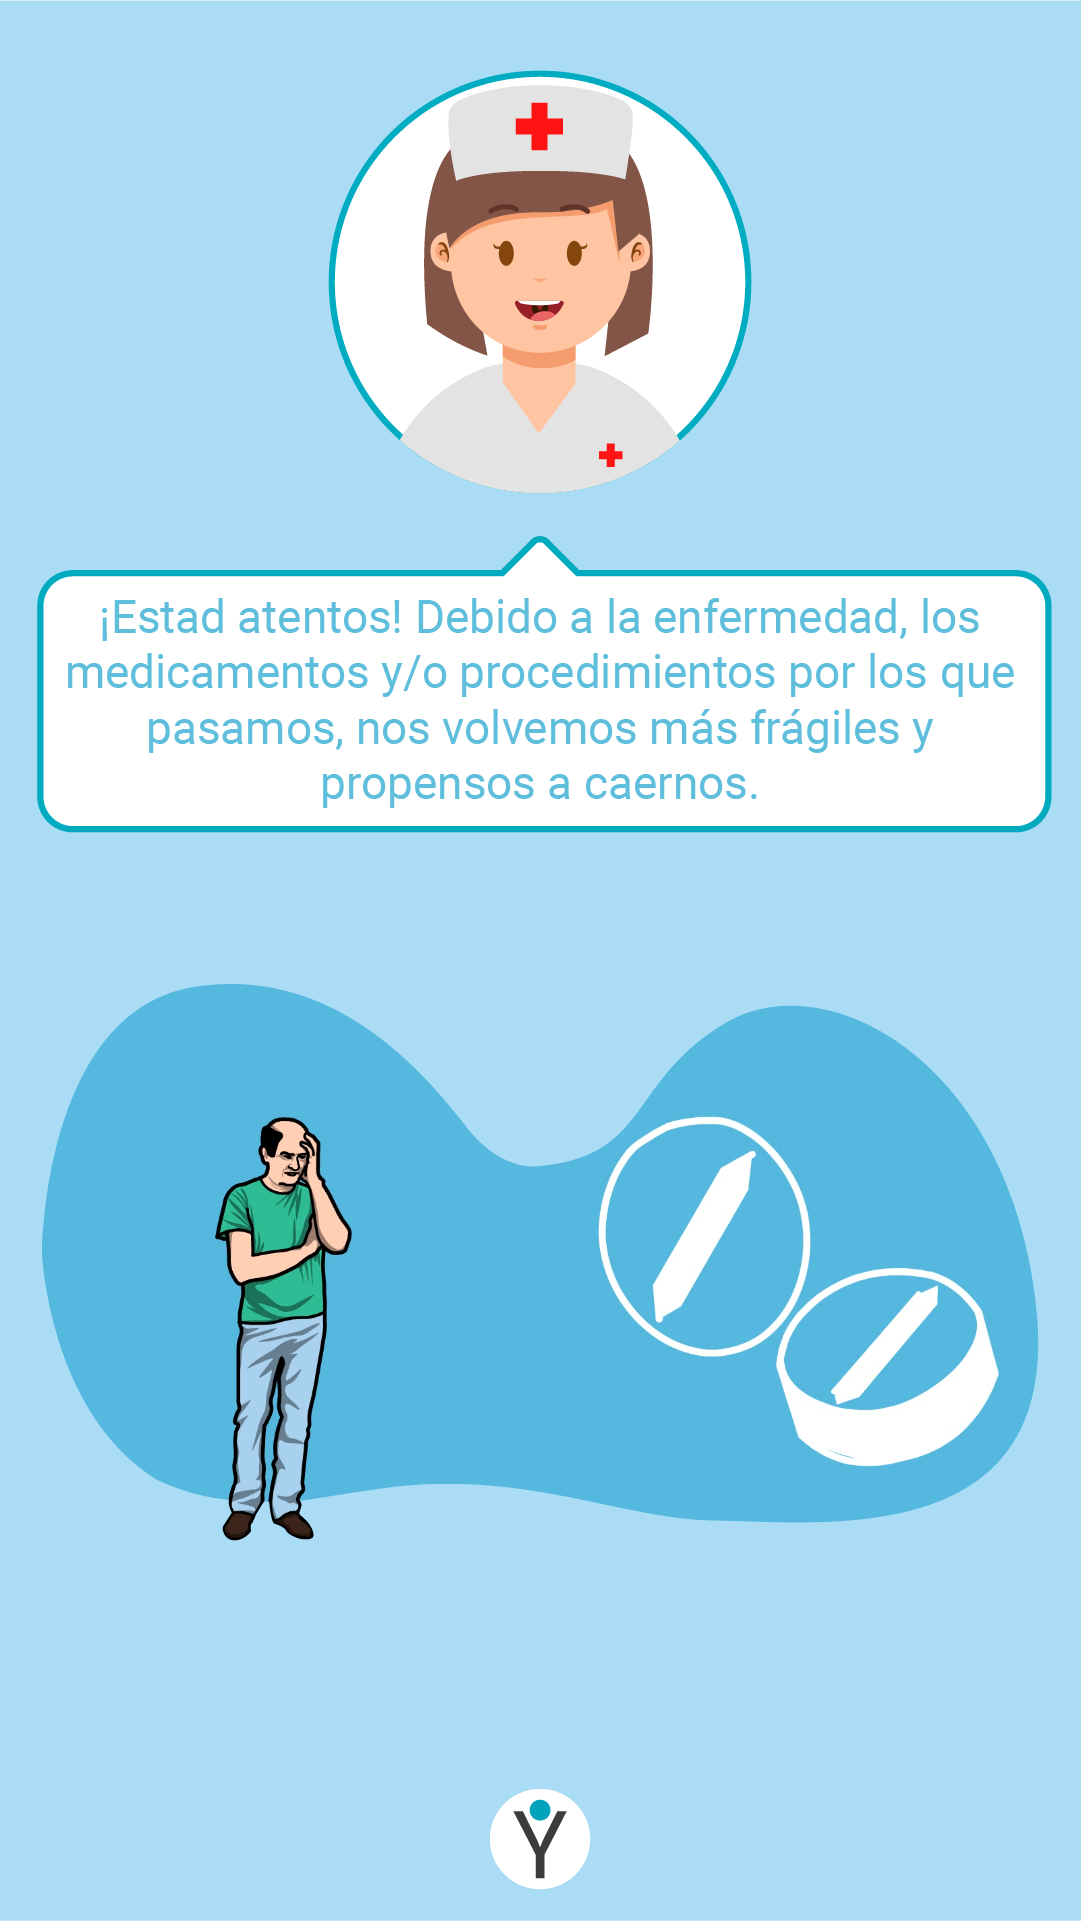 ¡Estad atentos! Debido a la enfermedad, los
medicamentos y/o procedimientos por los que
pasamos, nos volvemos más frágiles y
propensos a caernos.